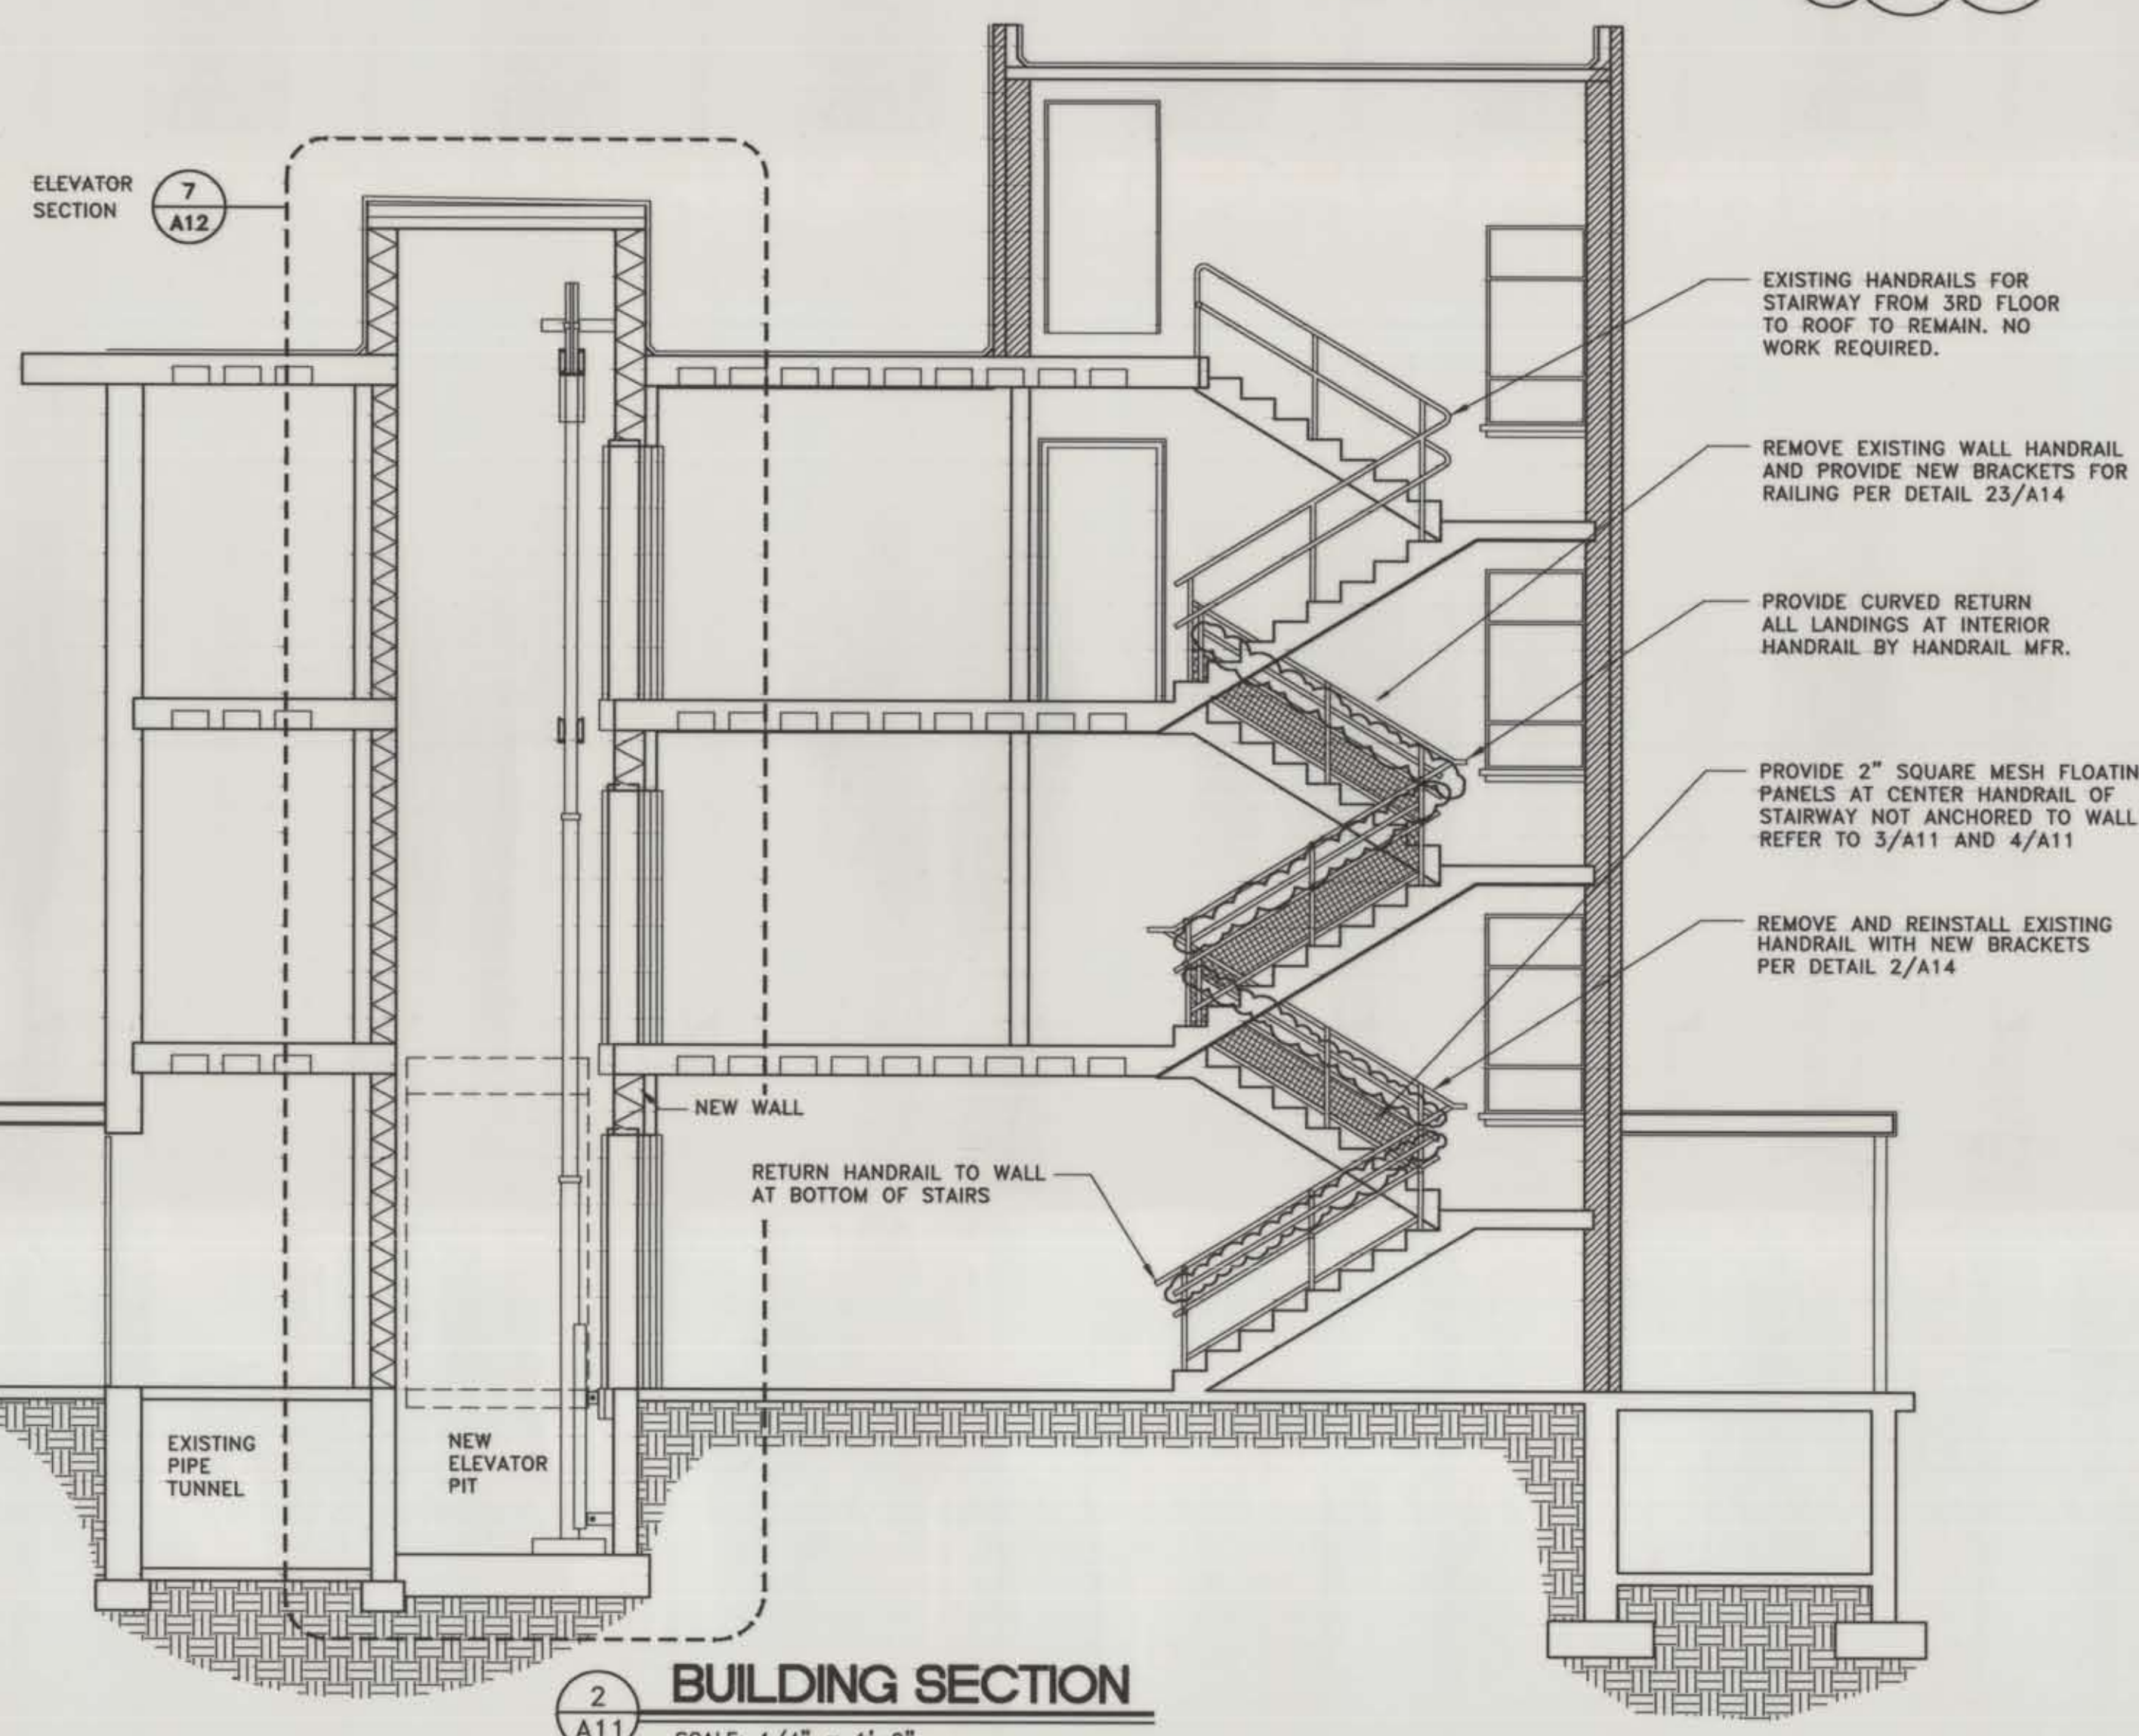 ELEVATOR
SECTION
7
A12
EXISTING HANDRAILS FOR
STAIRWAY FROM 3RD FLOOR
TO ROOF TO REMAIN. NO
WORK REQUIRED.
REMOVE EXISTING WALL HANDRAIL
AND PROVIDE NEW BRACKETS FOR
RAILING PER DETAIL 23/A14
PROVIDE CURVED RETURN
ALL LANDINGS AT INTERIOR
HANDRAIL BY HANDRAIL MFR.
PROVIDE 2" SQUARE MESH FLOATIN
PANELS AT CENTER HANDRAIL OF
STAIRWAY NOT ANCHORED TO WALL
REFER TO 3/A11 AND 4/A11
REMOVE AND REINSTALL EXISTING
HANDRAIL WITH NEW BRACKETS
PER DETAIL 2/A14
NEW WALL
RETURN HANDRAIL TO WALL
AT BOTTOM OF STAIRS
EXISTING
PIPE
TUNNEL
NEW
ELEVATOR
PIT
2
A11
BUILDING SECTION